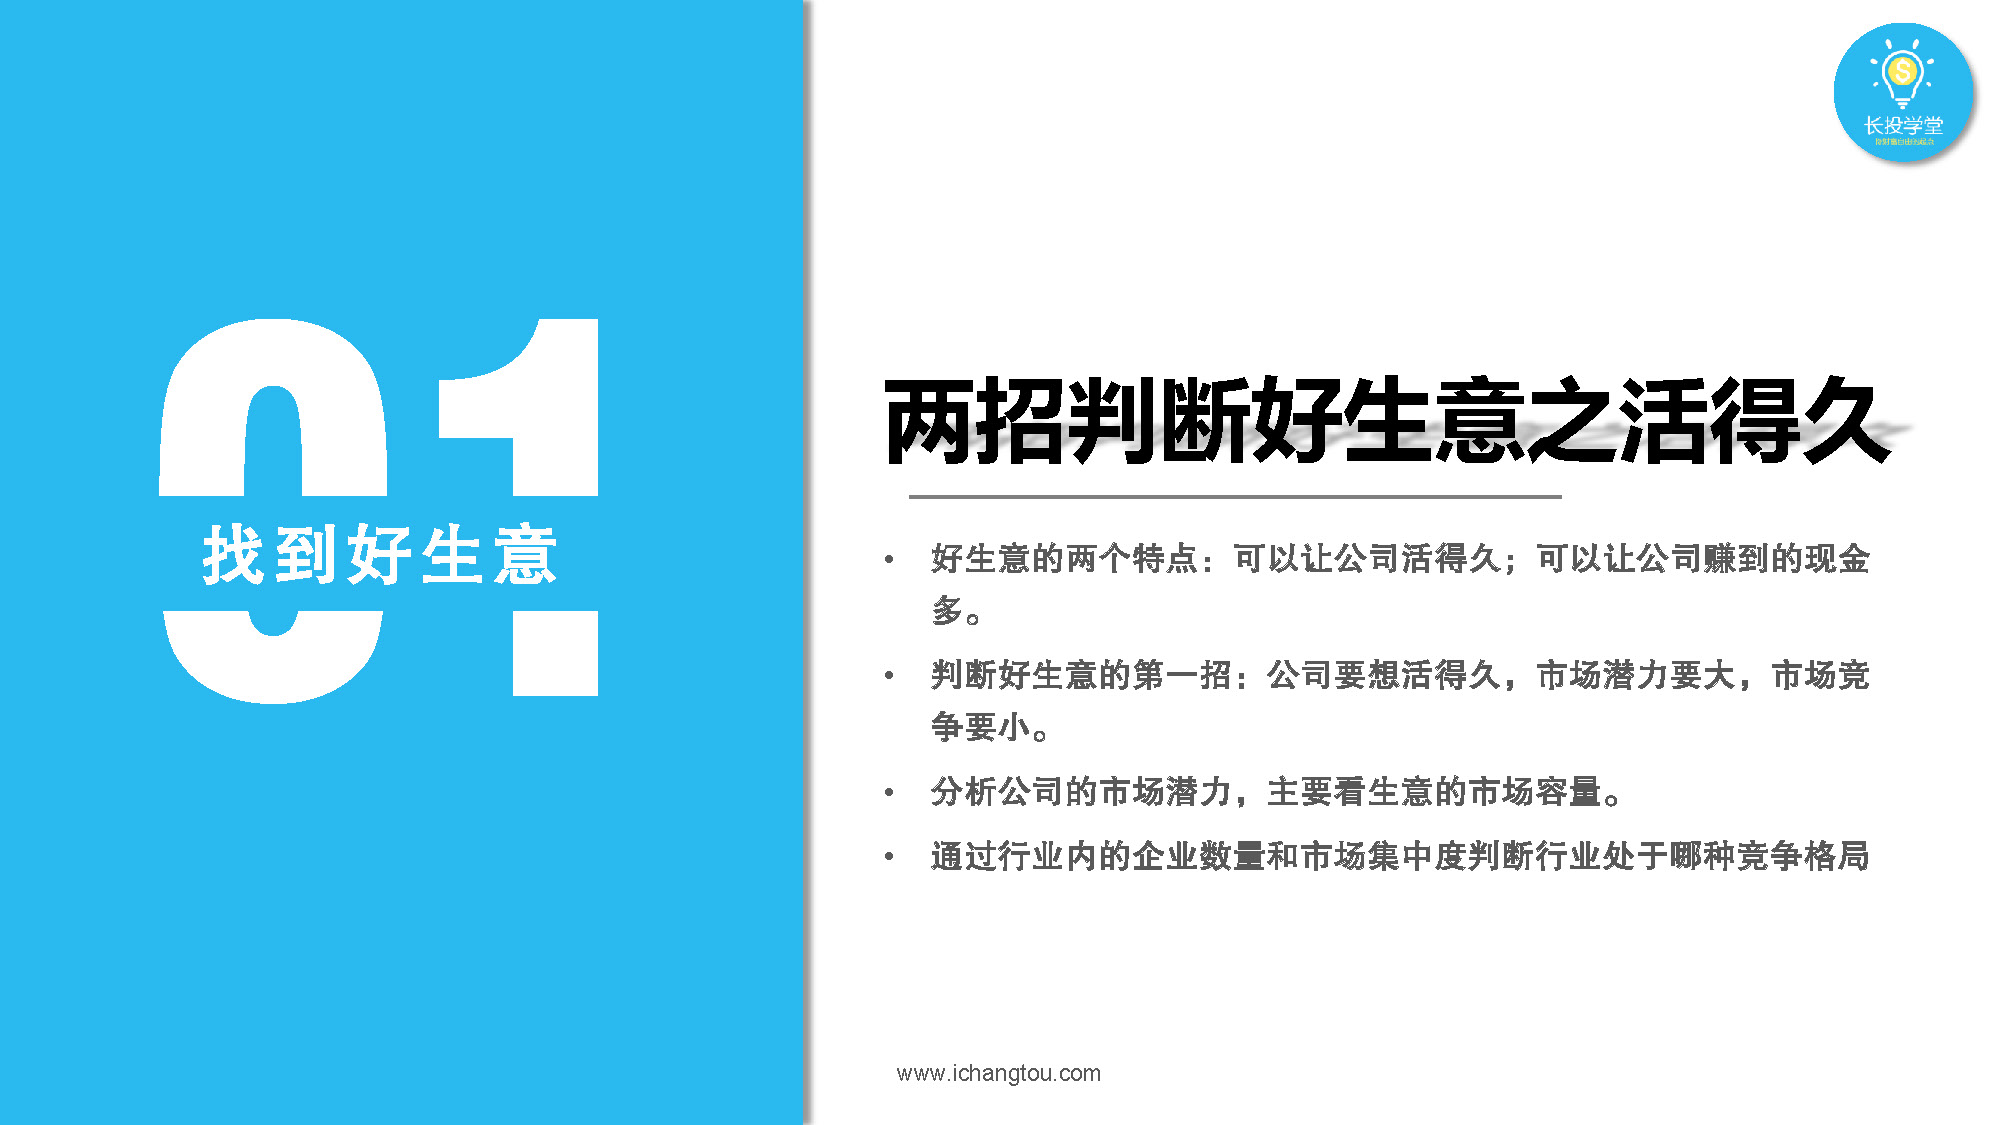 长投学堂
01
找到好生意
两招判断好生意之活得久
• 好生意的两个特点：可以让公司活得久；可以让公司赚到的现金
多。
• 判断好生意的第一招：公司要想活得久，市场潜力要大，市场竞
争要小。
• 分析公司的市场潜力，主要看生意的市场容量。
• 通过行业内的企业数量和市场集中度判断行业处于哪种竞争格局
www.ichangtou.com